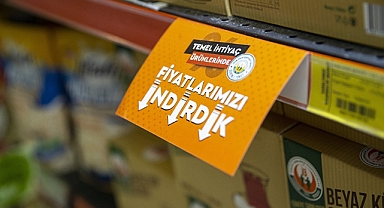 TEMEL İHTİYAÇ
ÜRÜNLERİNDE
FİYATLARIMIZI
İNDİRDİK
BEYAZ